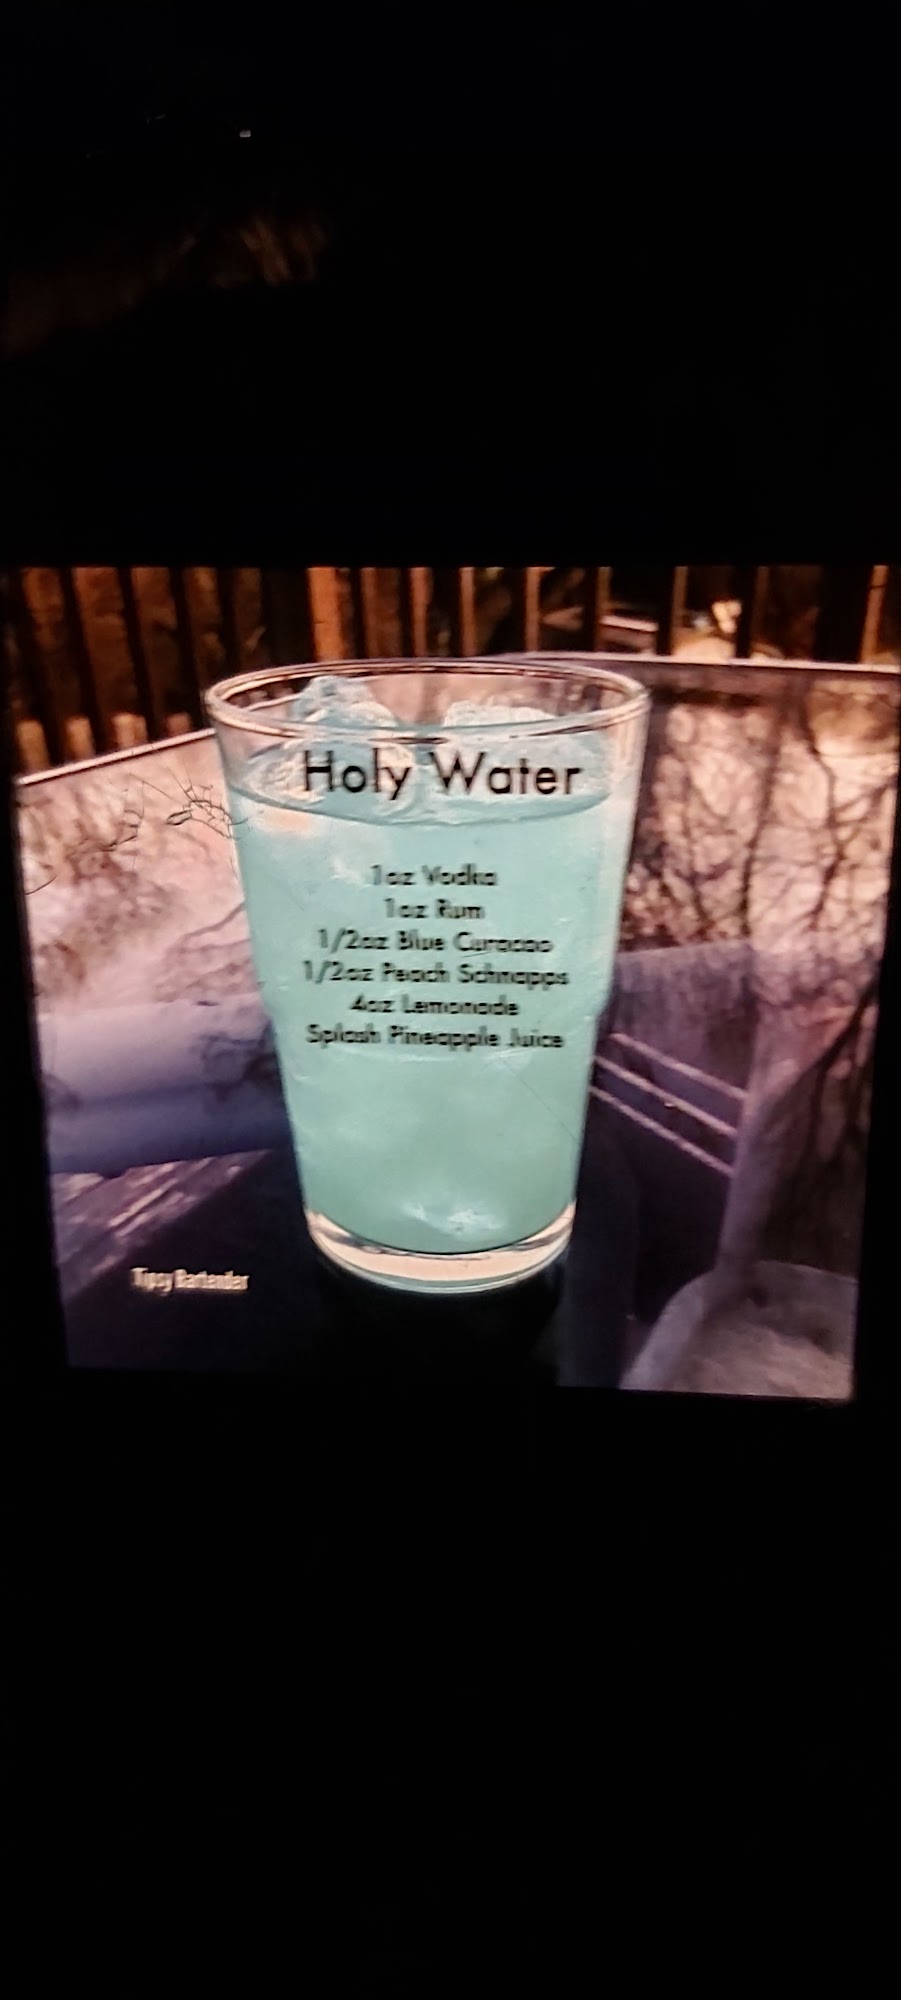 Holy Water
1oz Vodka
1oz Rum
1/2oz Blue Curacao
1/2oz Peach Schnapps
4oz Lemonade
Splash Pineapple Juice
Tipsy Bartender